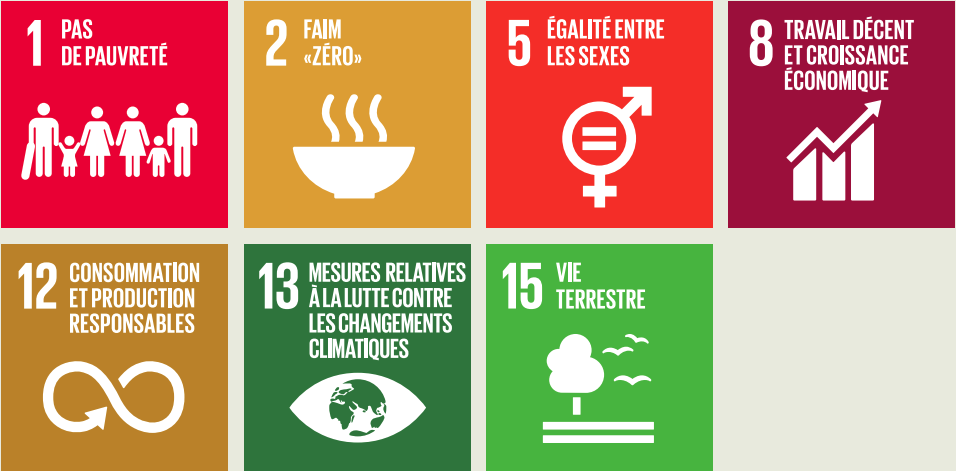 1 PAS
DE PAUVRETÉ
2 FAIM
«ZÉRO»
5 ÉGALITÉ ENTRE
LES SEXES
8 TRAVAIL DÉCENT
ET CROISSANCE
ÉCONOMIQUE
12 CONSOMMATION
ET PRODUCTION
RESPONSABLES
13 MESURES RELATIVES
À LA LUTTE CONTRE
LES CHANGEMENTS
CLIMATIQUES
15 VIE
TERRESTRE